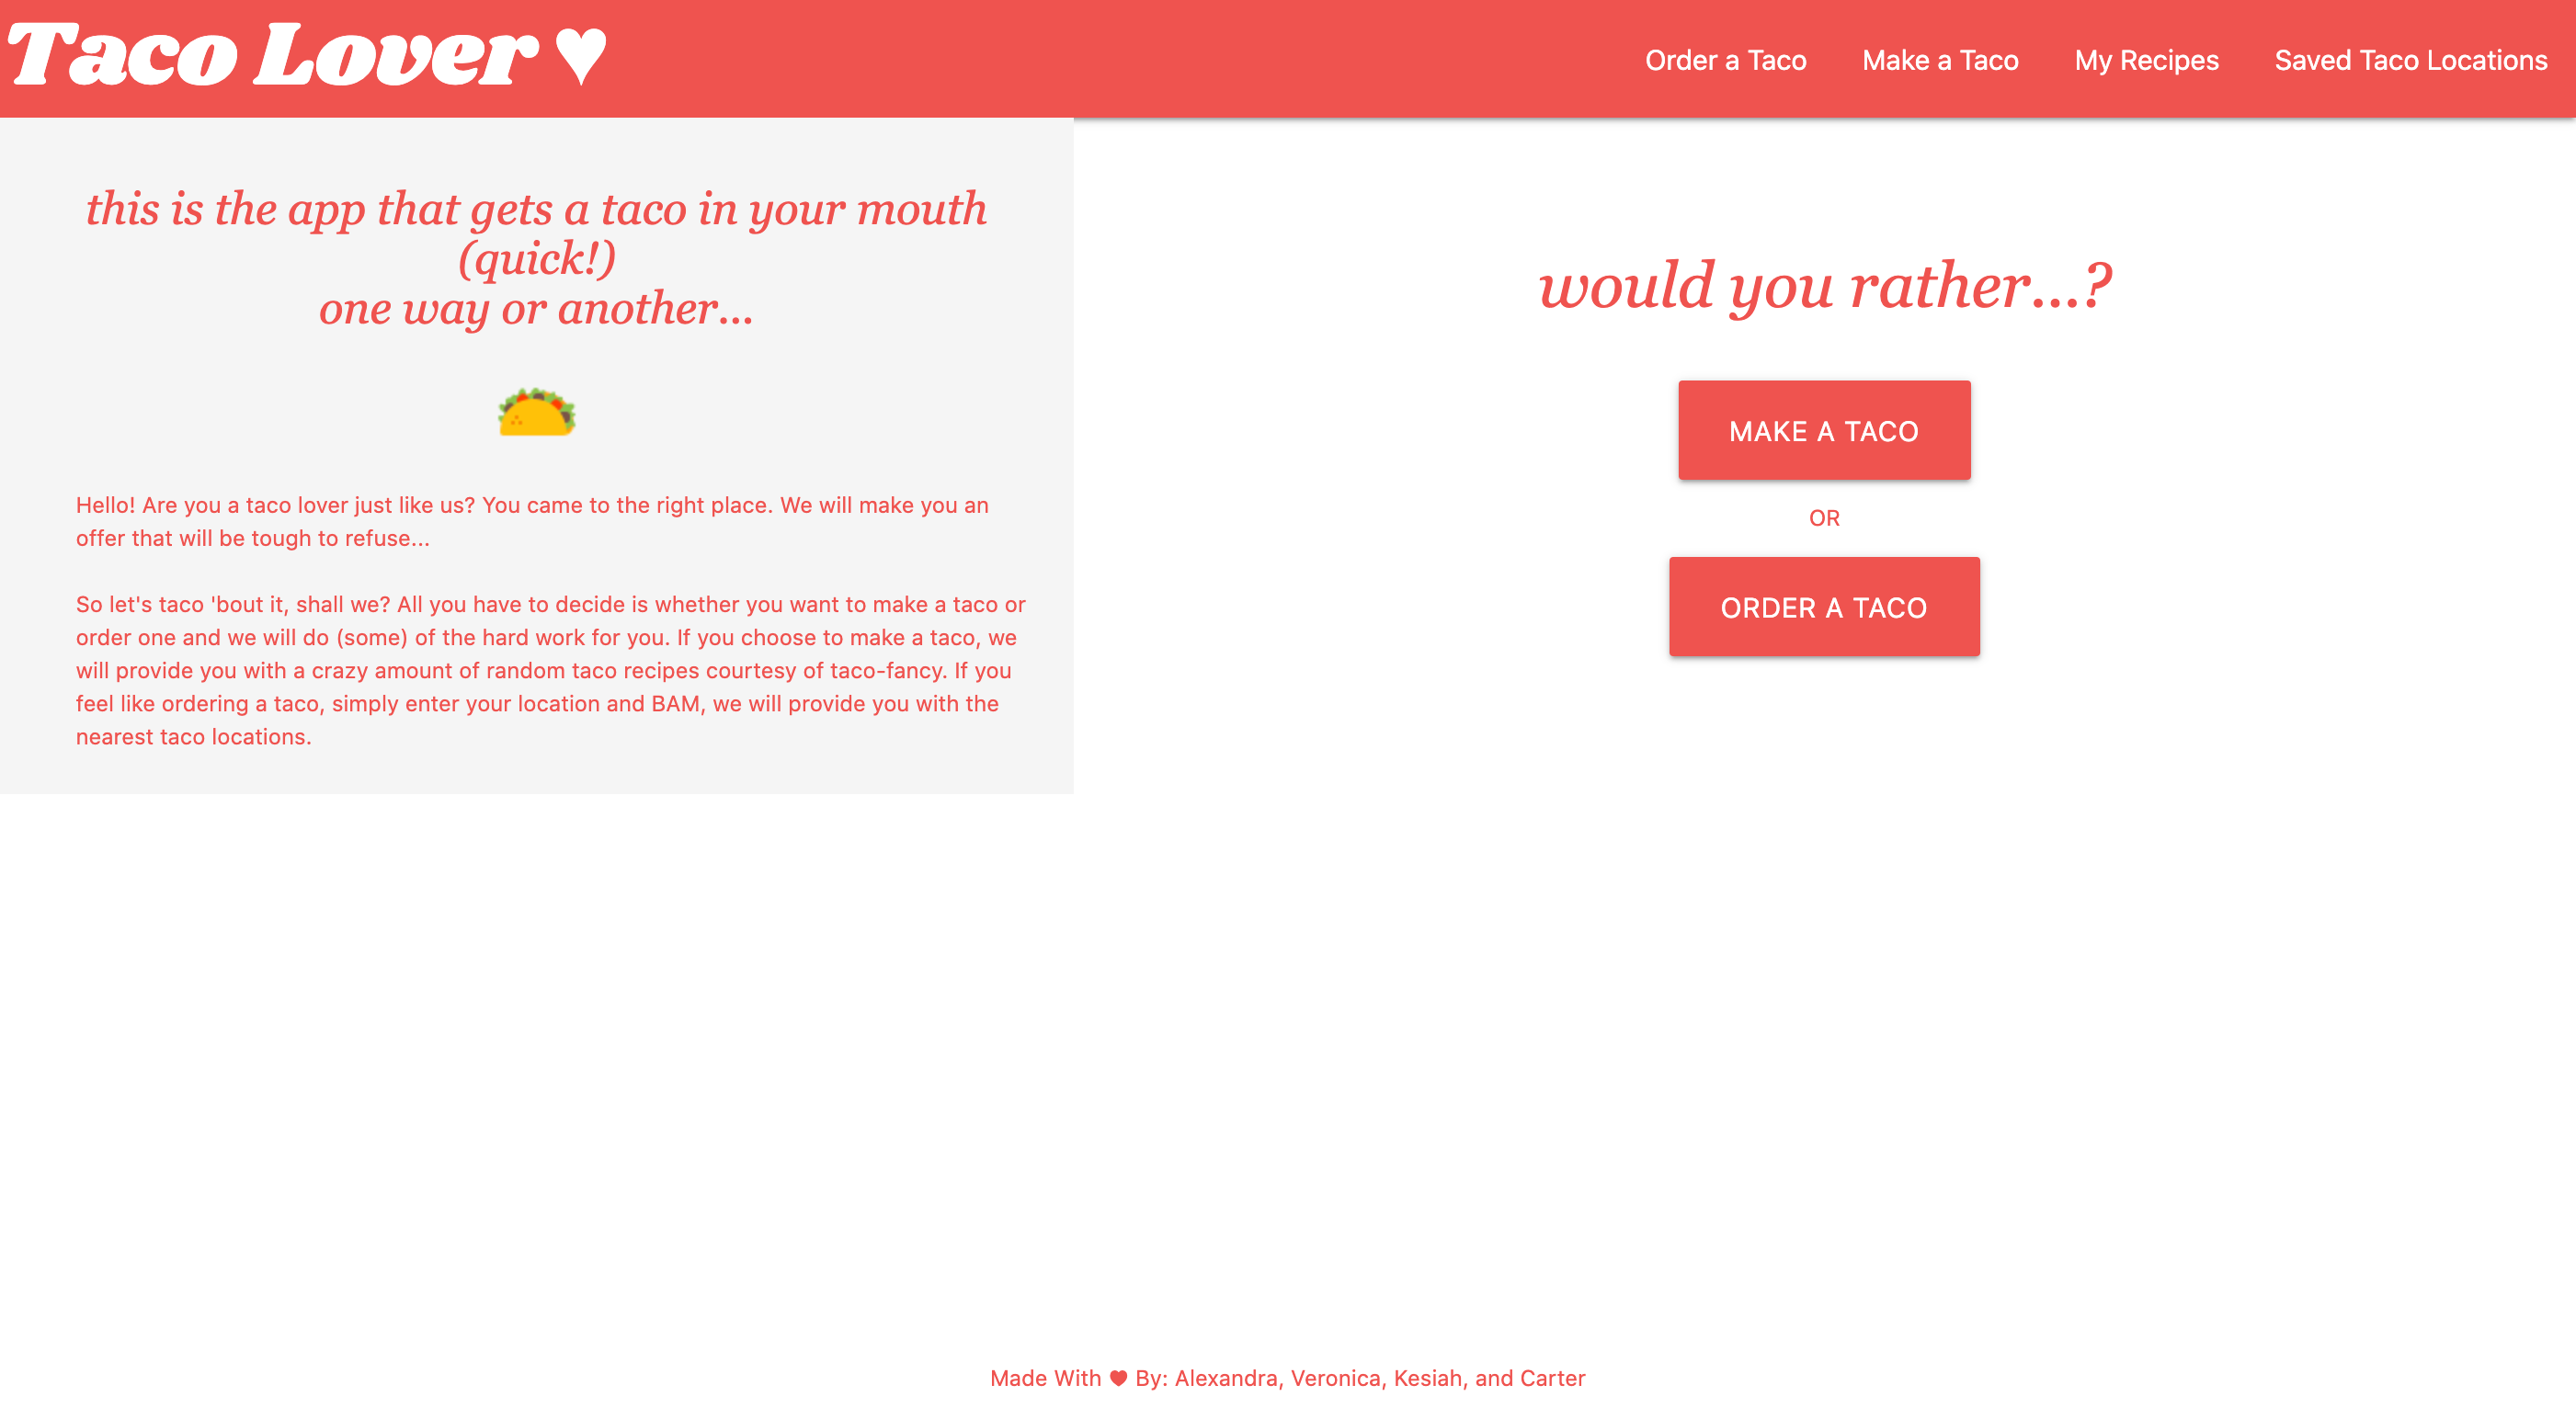 Taco Lover ♥
Order a Taco
Make a Taco
My Recipes
Saved Taco Locations
this is the app that gets a taco in your mouth
(quick!)
one way or another...
Hello! Are you a taco lover just like us? You came to the right place. We will make you an
offer that will be tough to refuse...
So let's taco 'bout it, shall we? All you have to decide is whether you want to make a taco or
order one and we will do (some) of the hard work for you. If you choose to make a taco, we
will provide you with a crazy amount of random taco recipes courtesy of taco-fancy. If you
feel like ordering a taco, simply enter your location and BAM, we will provide you with the
nearest taco locations.
would you rather...?
MAKE A TACO
OR
ORDER A TACO
Made With ♥ By: Alexandra, Veronica, Kesiah, and Carter